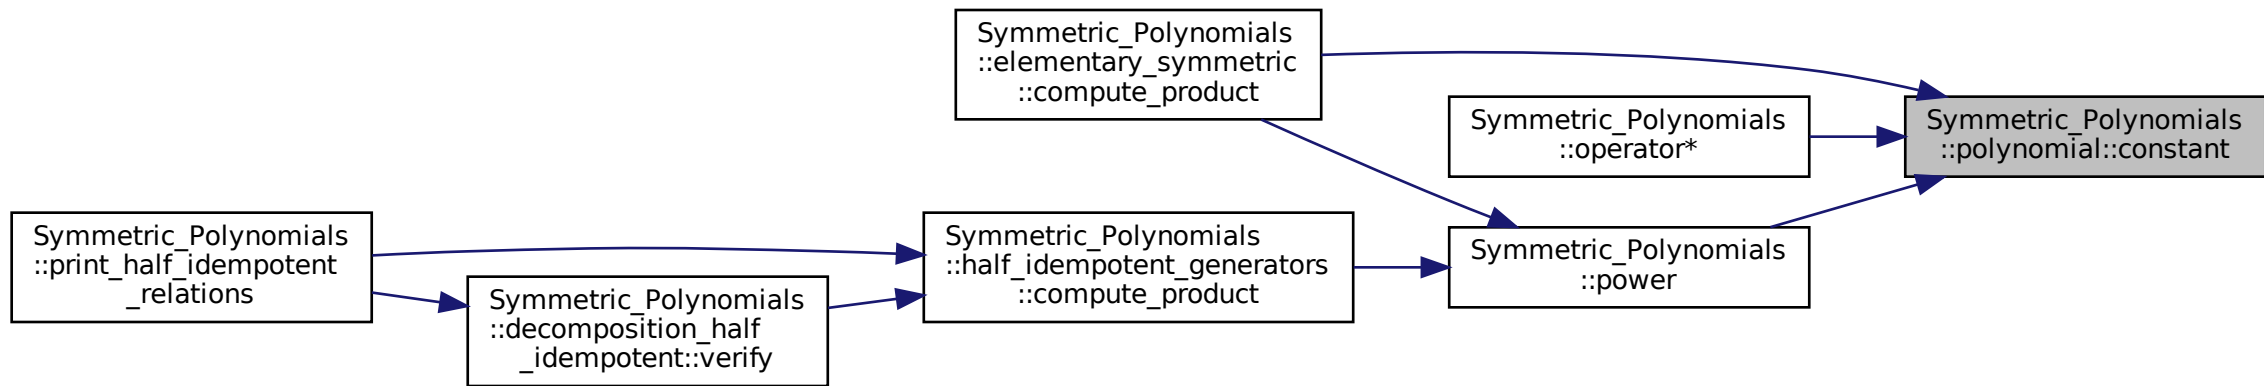 Symmetric_Polynomials
::elementary_symmetric
::compute_product
Symmetric_Polynomials
::operator*
Symmetric_Polynomials
::polynomial::constant
Symmetric_Polynomials
::print_half_idempotent
_relations
Symmetric_Polynomials
::decomposition_half
_idempotent::verify
Symmetric_Polynomials
::half_idempotent_generators
::compute_product
Symmetric_Polynomials
::power